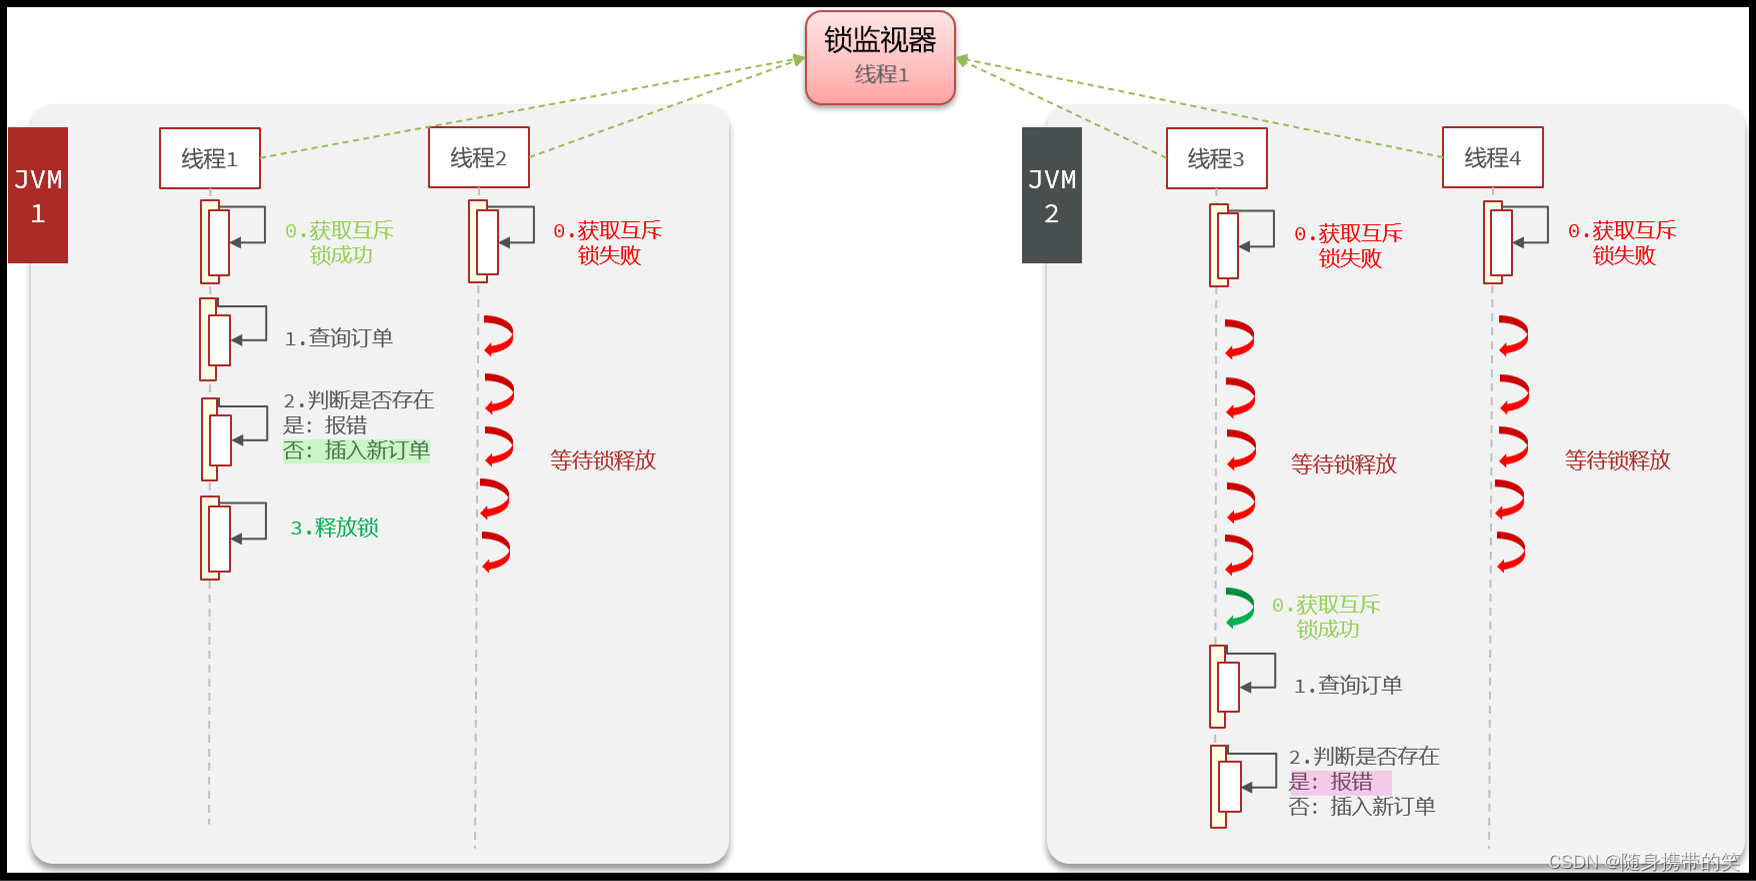 锁监视器
线程1
JVM
1
线程1
0.获取互斥
锁成功
1.查询订单
2.判断是否存在
是：报错
否：插入新订单
3.释放锁
线程2
0.获取互斥
锁失败
等待锁释放
JVM
2
线程3
0.获取互斥
锁失败
等待锁释放
0.获取互斥
锁成功
1.查询订单
2.判断是否存在
是：报错
否：插入新订单
线程4
0.获取互斥
锁失败
等待锁释放
CSDN @随身携带的笑